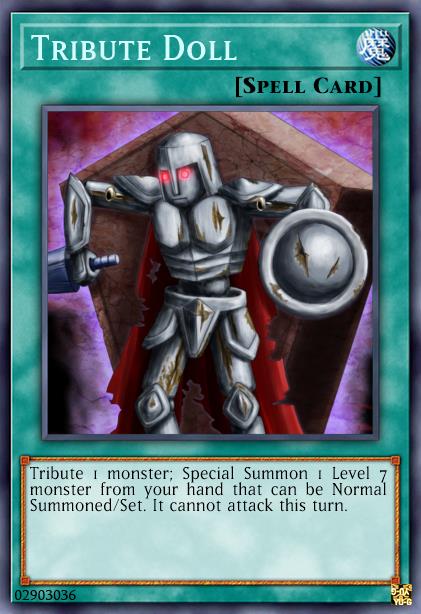 Tribute Doll
魔
[Spell Card]
Tribute 1 monster; Special Summon 1 Level 7
monster from your hand that can be Normal
Summoned/Set. It cannot attack this turn.
02903036